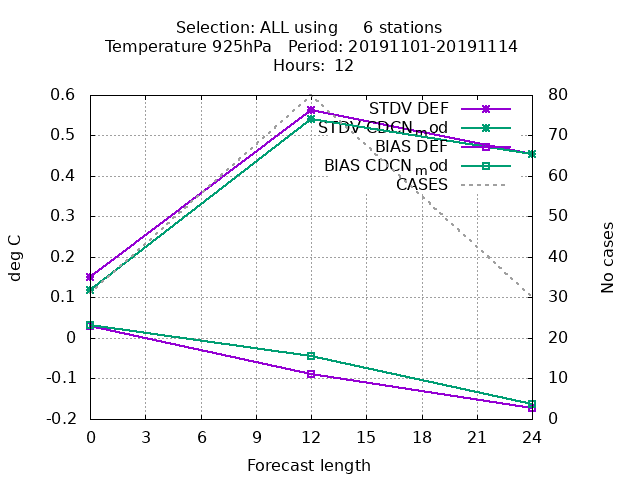 Selection: ALL using     6 stations
Temperature 925hPa   Period: 20191101-20191114
Hours:  12
0.6
0.5
0.4
0.3
0.2
0.1
0
-0.1
-0.2
deg C
80
70
60
50
40
30
20
10
0
No cases
STDV DEF
STDV CDCN_mod
BIAS DEF
BIAS CDCN_mod
CASES
0 3 6 9 12 15 18 21 24
Forecast length